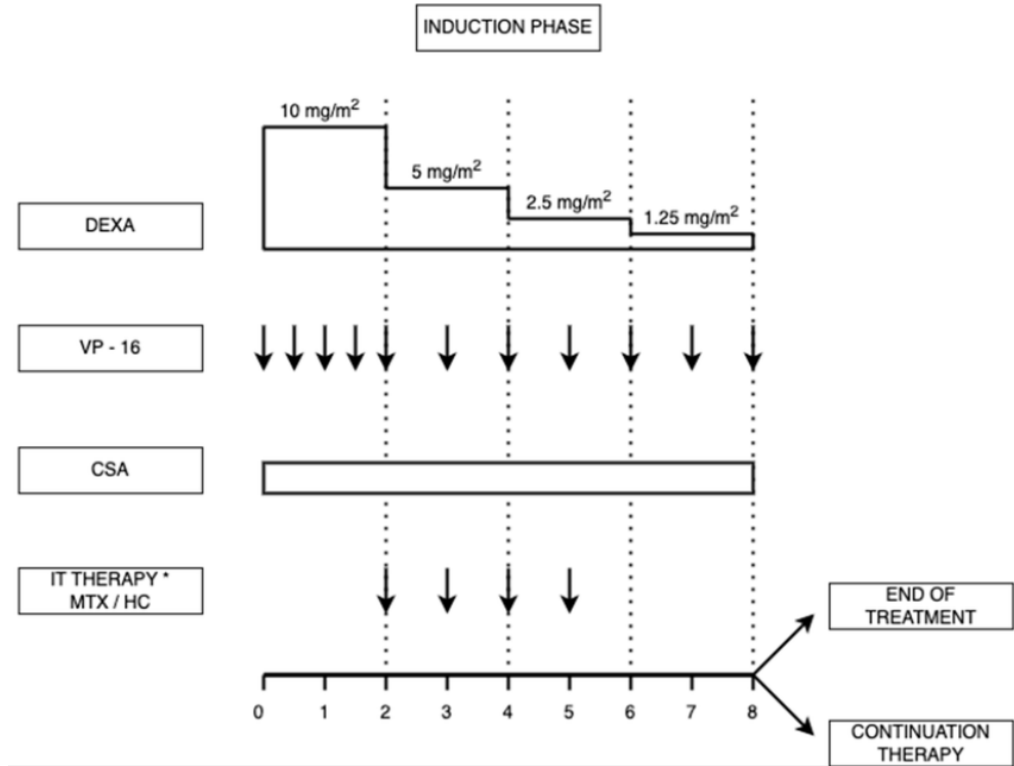 INDUCTION PHASE
10 mg/m²
5 mg/m²
2.5 mg/m²
1.25 mg/m²
DEXA
VP - 16
CSA
IT THERAPY *
MTX / HC
END OF
TREATMENT
0 1 2 3 4 5 6 7 8
CONTINUATION
THERAPY